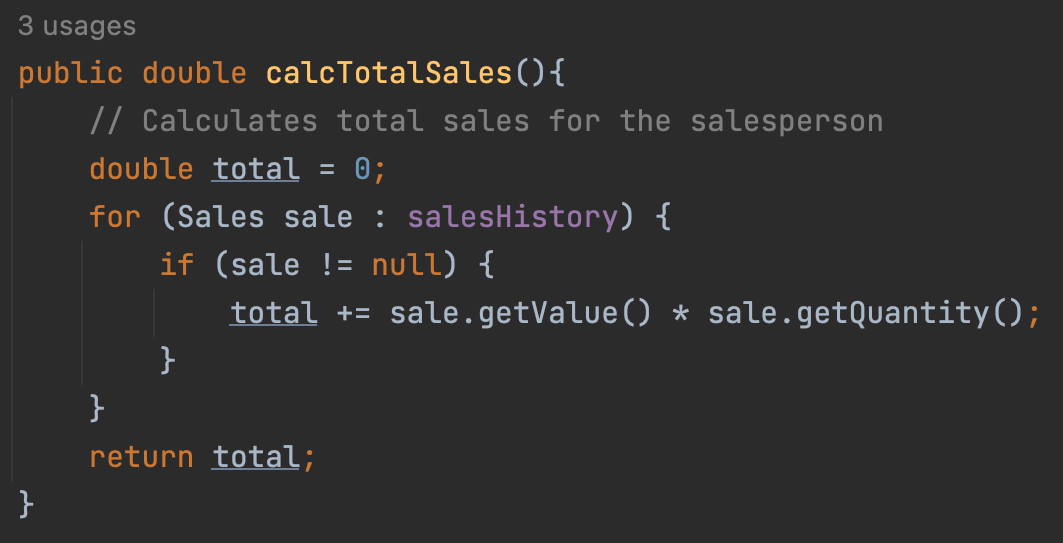 3 usages
public double calcTotalSales(){
    // Calculates total sales for the salesperson
    double total = 0;
    for (Sales sale : salesHistory) {
        if (sale != null) {
            total += sale.getValue() * sale.getQuantity();
        }
    }
    return total;
}